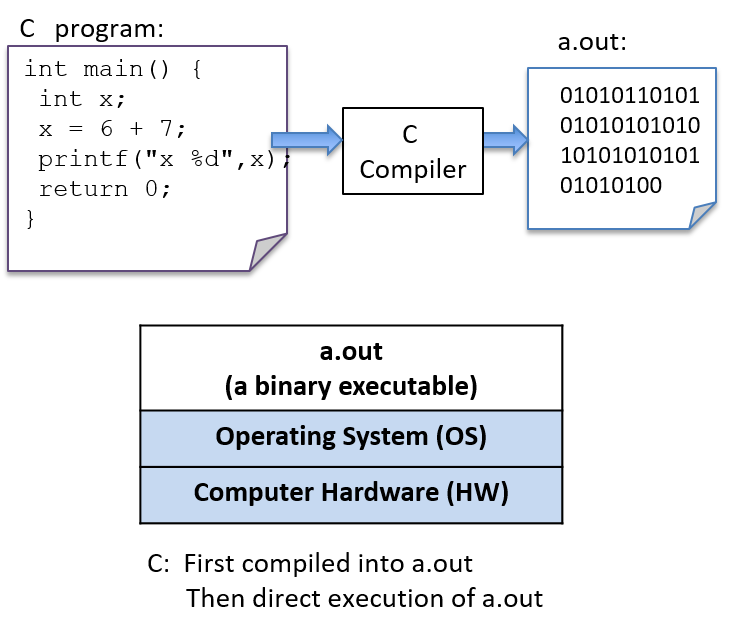 C program:
int main() {
 int x;
 x = 6 + 7;
 printf("x %d",x);
 return 0;
}
C
Compiler
a.out:
01010110101
01010101010
10101010101
01010100
a.out
(a binary executable)
Operating System (OS)
Computer Hardware (HW)
C: First compiled into a.out
Then direct execution of a.out